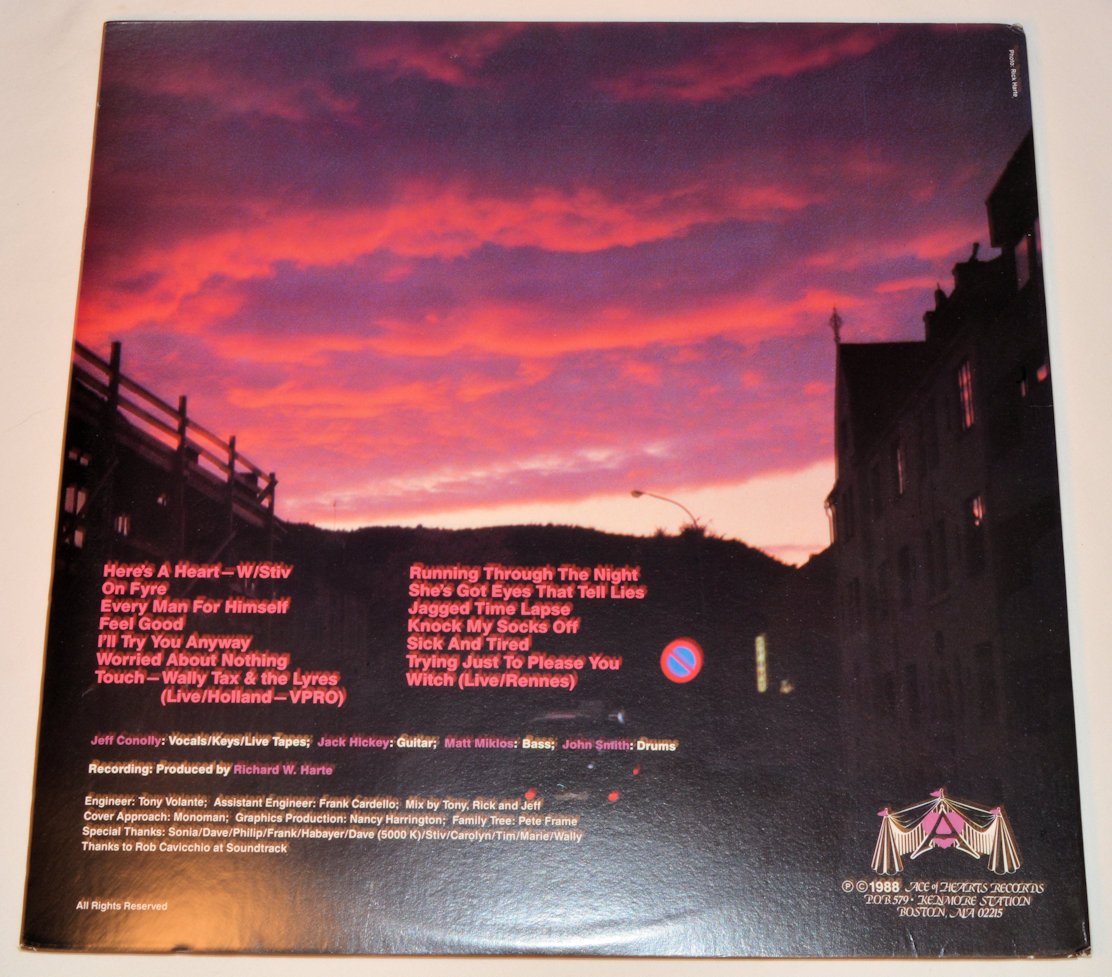 Photo: Rick Harte
Here's A Heart—W/Stiv
On Fyre
Every Man For Himself
Feel Good
I'll Try You Anyway
Worried About Nothing
Touch—Wally Tax & the Lyres
(Live/Holland—VPRO)
Running Through The Night
She's Got Eyes That Tell Lies
Jagged Time Lapse
Knock My Socks Off
Sick And Tired
Trying Just To Please You
Witch (Live/Rennes)
Jeff Conolly: Vocals/Keys/Live Tapes; Jack Hickey: Guitar; Matt Miklos: Bass; John Smith: Drums
Recording: Produced by Richard W. Harte
Engineer: Tony Volante; Assistant Engineer: Frank Cardello; Mix by Tony, Rick and Jeff
Cover Approach: Monoman; Graphics Production: Nancy Harrington; Family Tree: Pete Frame
Special Thanks: Sonia/Dave/Philip/Frank/Habayer/Dave (5000 K)/Stiv/Carolyn/Tim/Marie/Wally
Thanks to Rob Cavicchio at Soundtrack
All Rights Reserved
A
℗©1988 ACE of HEARTS RECORDS
P.O.B 579 • KENMORE STATION
BOSTON, MA 02215